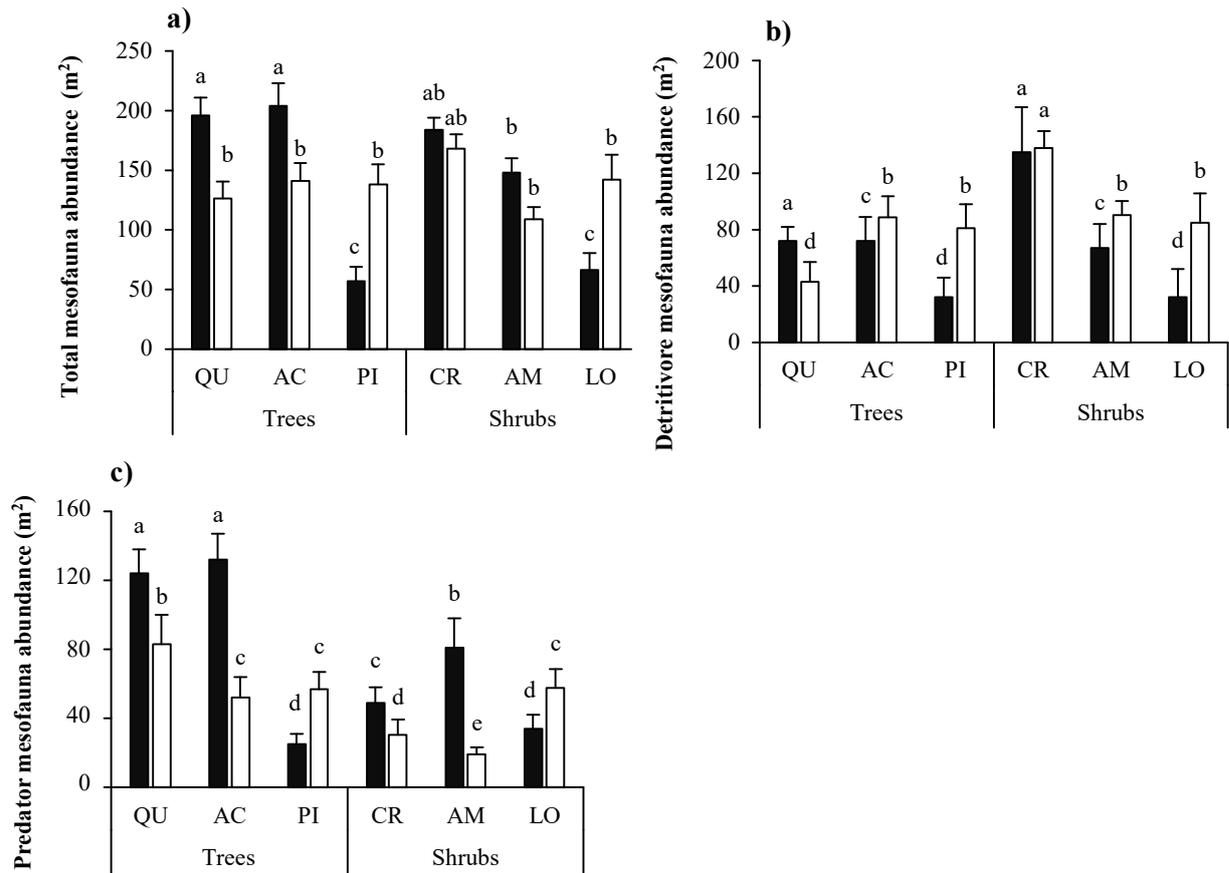 a)
Total mesofauna abundance (m²)
250
200
150
100
50
0
a
b
a
b
c
b
ab
ab
b
b
c
b
QU AC PI CR AM LO
Trees Shrubs
b)
Detritivore mesofauna abundance (m²)
200
160
120
80
40
0
a
d
c
b
d
b
a
a
c
b
d
b
QU AC PI CR AM LO
Trees Shrubs
c)
Predator mesofauna abundance (m²)
160
120
80
40
0
a
b
a
c
d
c
c
d
b
e
d
c
QU AC PI CR AM LO
Trees Shrubs